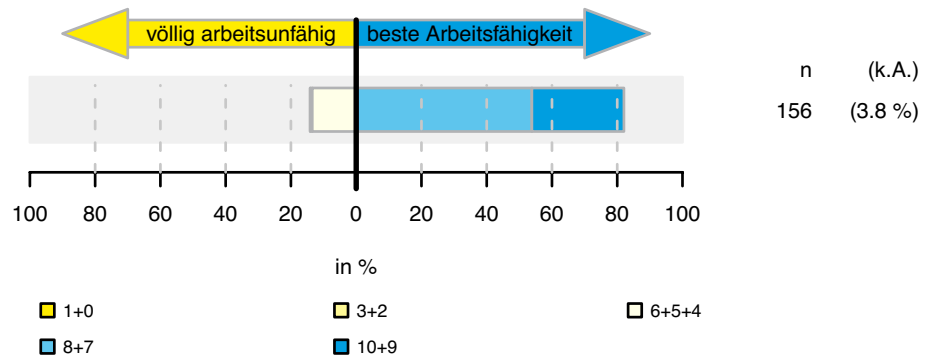 völlig arbeitsunfähig beste Arbeitsfähigkeit
n (k.A.)
156 (3.8 %)
100 80 60 40 20 0 20 40 60 80 100
in %
1+0 3+2 6+5+4
8+7 10+9